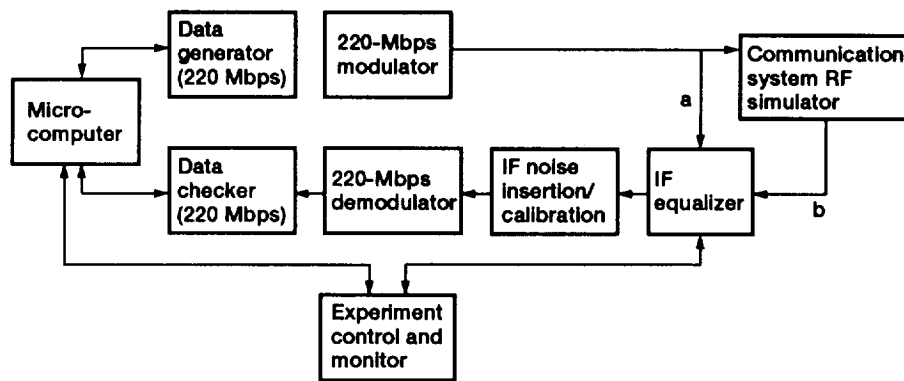 Data
generator
(220 Mbps)
220-Mbps
modulator
Communication
system RF
simulator
a
Micro-
computer
Data
checker
(220 Mbps)
220-Mbps
demodulator
IF noise
insertion/
calibration
IF
equalizer
b
Experiment
control and
monitor